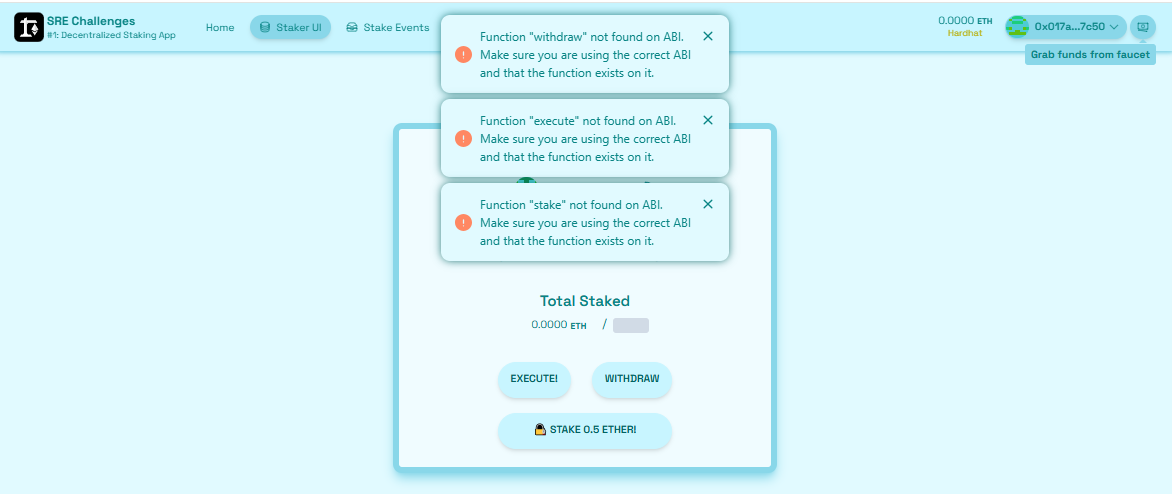 SRE Challenges
#1: Decentralized Staking App
Home
Staker UI
Stake Events
0.0000 ETH
Hardhat
0x017a...7c50
Grab funds from faucet
Function "withdraw" not found on ABI.
Make sure you are using the correct ABI
and that the function exists on it.
Function "execute" not found on ABI.
Make sure you are using the correct ABI
and that the function exists on it.
Function "stake" not found on ABI.
Make sure you are using the correct ABI
and that the function exists on it.
Total Staked
0.0000 ETH /
EXECUTE!
WITHDRAW
STAKE 0.5 ETHER!